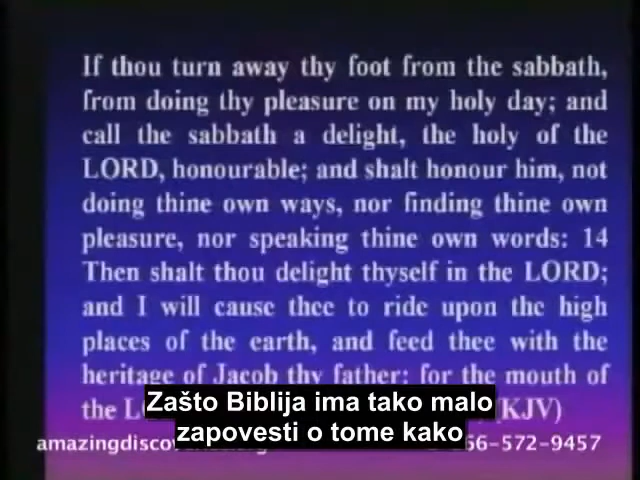 If thou turn away thy foot from the sabbath,
from doing thy pleasure on my holy day; and
call the sabbath a delight, the holy of the
LORD, honourable; and shalt honour him, not
doing thine own ways, nor finding thine own
pleasure, nor speaking thine own words: 14
Then shalt thou delight thyself in the LORD;
and I will cause thee to ride upon the high
places of the earth, and feed thee with the
heritage of Jacob thy father: for the mouth of
the (KJV)
Zašto Biblija ima tako malo
zapovesti o tome kako
66-572-9457